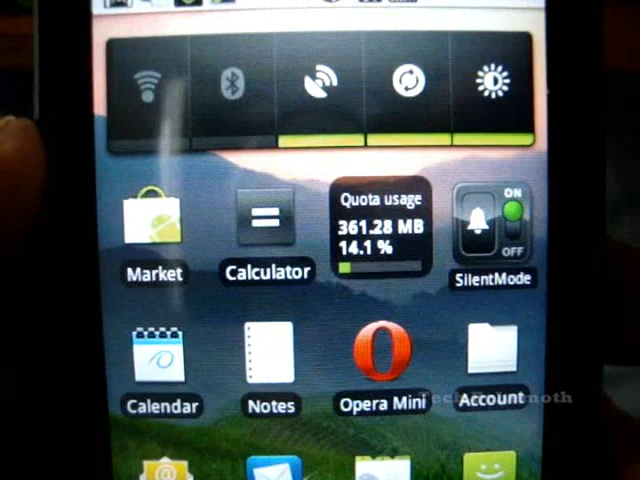 Quota usage
361.28 MB
14.1 %
ON
OFF
Market
Calculator
SilentMode
Calendar
Notes
Opera Mini
Account